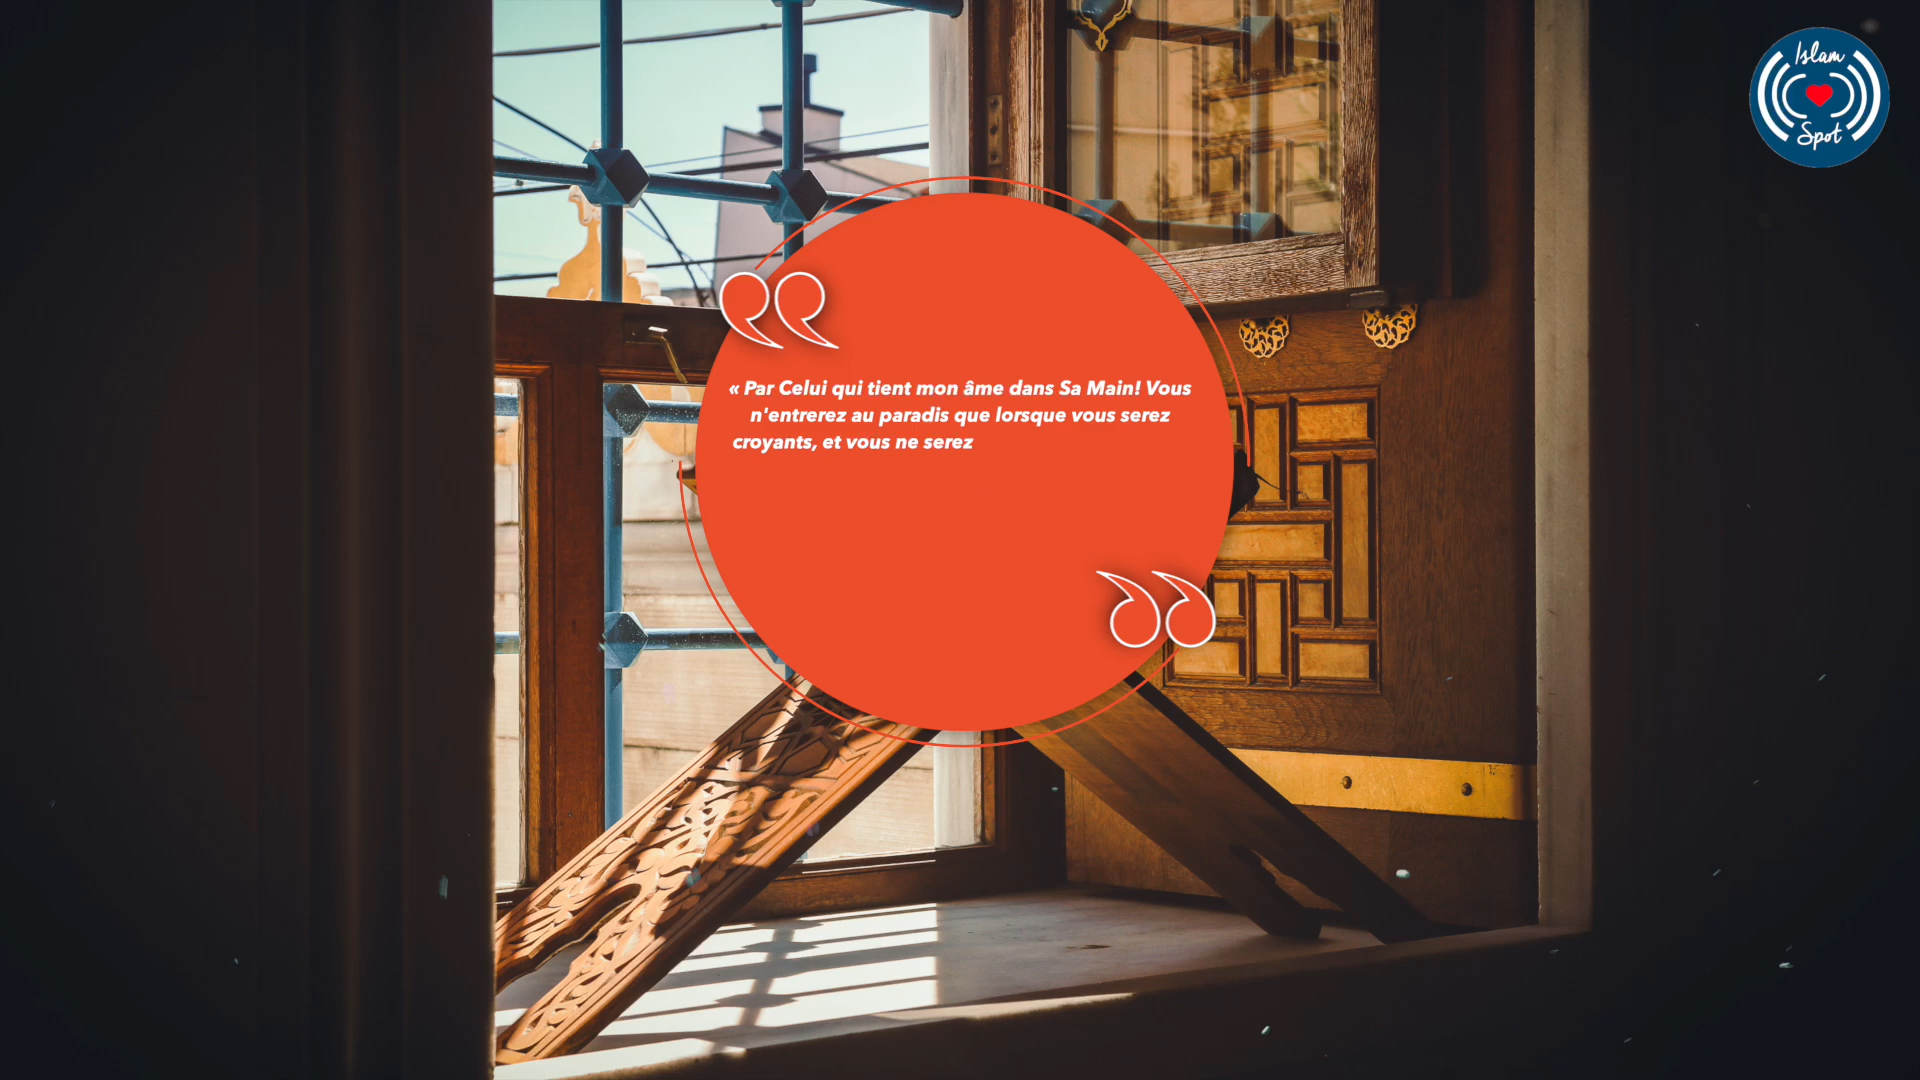 Islam
Spot
« Par Celui qui tient mon âme dans Sa Main! Vous
n'entrerez au paradis que lorsque vous serez
croyants, et vous ne serez